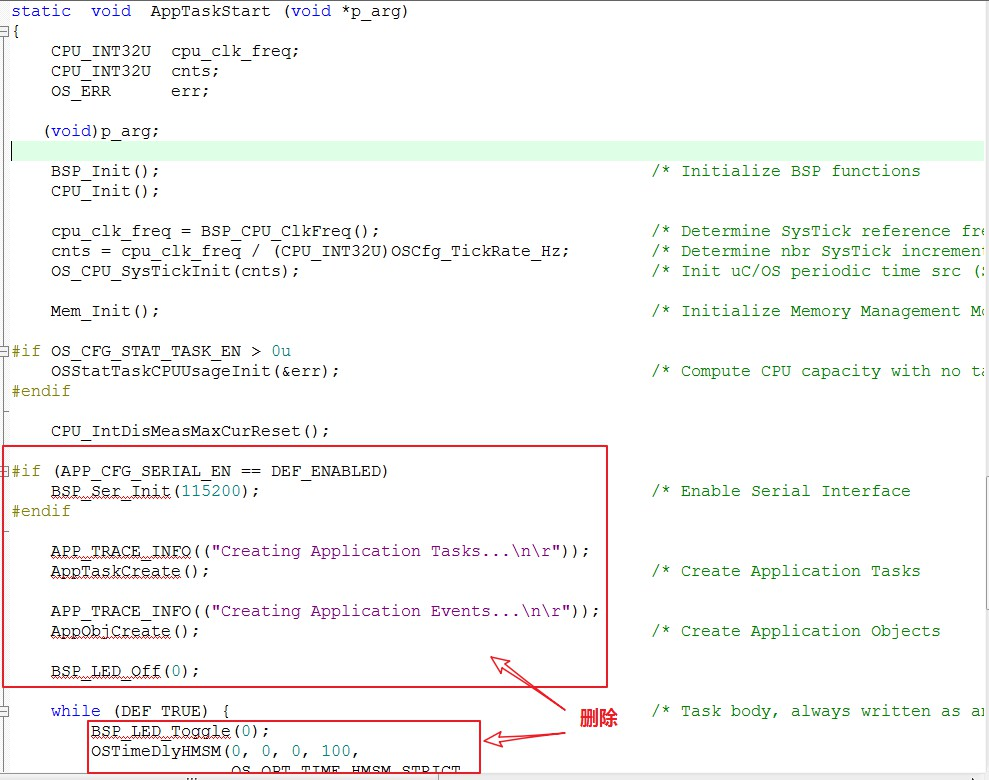 static void AppTaskStart (void *p_arg)
{
CPU_INT32U cpu_clk_freq;
CPU_INT32U cnts;
OS_ERR err;
(void)p_arg;
BSP_Init(); /* Initialize BSP functions
CPU_Init();
cpu_clk_freq = BSP_CPU_ClkFreq(); /* Determine SysTick reference fre
cnts = cpu_clk_freq / (CPU_INT32U)OSCfg_TickRate_Hz; /* Determine nbr SysTick increment
OS_CPU_SysTickInit(cnts); /* Init uC/OS periodic time src (
Mem_Init(); /* Initialize Memory Management Mo
#if OS_CFG_STAT_TASK_EN > 0u
OSStatTaskCPUUsageInit(&err); /* Compute CPU capacity with no ta
#endif
CPU_IntDisMeasMaxCurReset();
#if (APP_CFG_SERIAL_EN == DEF_ENABLED)
BSP_Ser_Init(115200); /* Enable Serial Interface
#endif
APP_TRACE_INFO(("Creating Application Tasks...\n\r"));
AppTaskCreate(); /* Create Application Tasks
APP_TRACE_INFO(("Creating Application Events...\n\r"));
AppObjCreate(); /* Create Application Objects
BSP_LED_Off(0);
while (DEF_TRUE) { /* Task body, always written as an
删除
BSP_LED_Toggle(0);
OSTimeDlyHMSM(0, 0, 0, 100,
OS_OPT_TIME_HMSM_STRICT